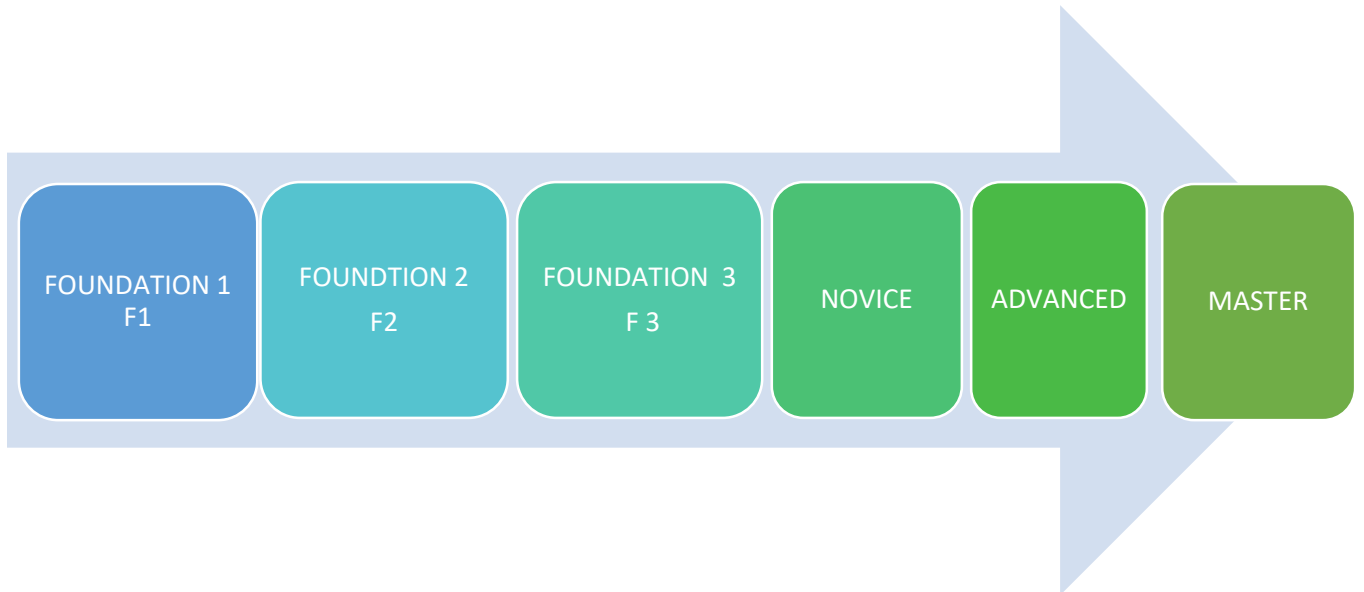 FOUNDATION 1
F1
FOUNDTION 2
F2
FOUNDATION  3
F 3
NOVICE
ADVANCED
MASTER